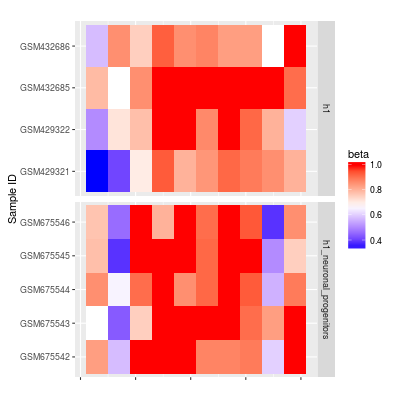 Sample ID
GSM432686
GSM432685
GSM429322
GSM429321
h1
GSM675546
GSM675545
GSM675544
GSM675543
GSM675542
h1_neuronal_progenitors
beta
1.0
0.8
0.6
0.4